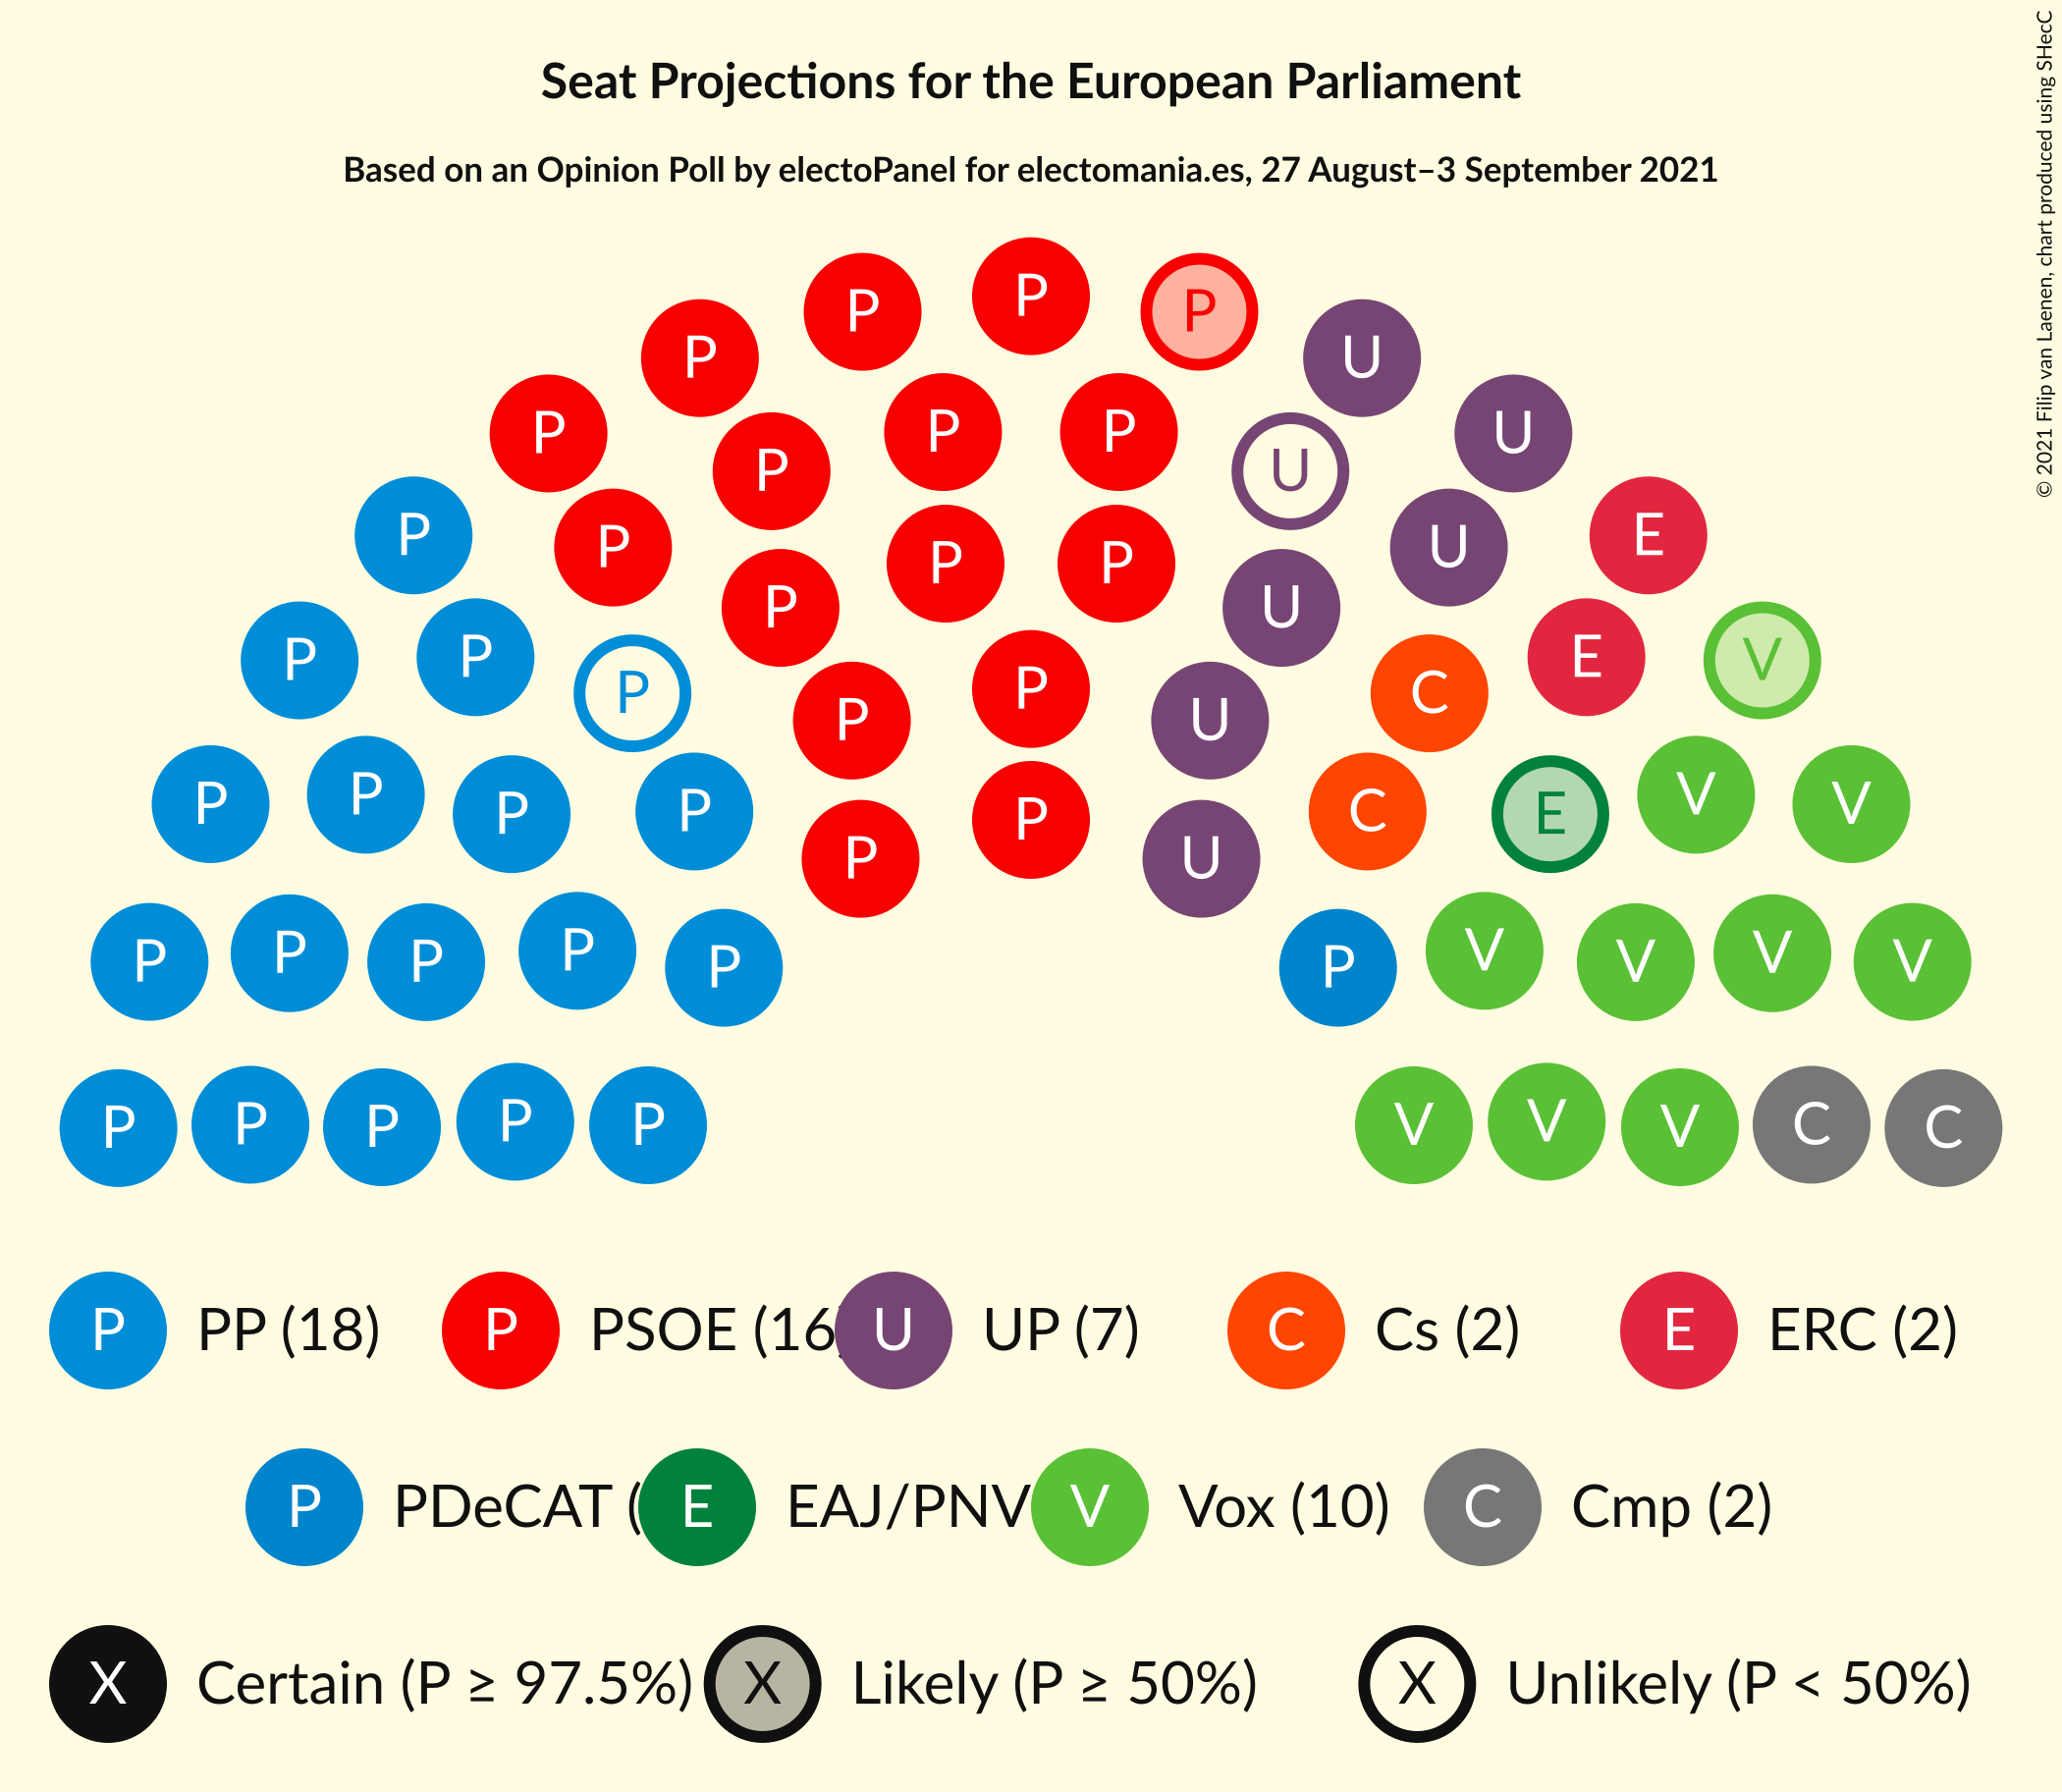 Seat Projections for the European Parliament
Based on an Opinion Poll by electoPanel for electomania.es, 27 August–3 September 2021
© 2021 Filip van Laenen, chart produced using SHecC
P P P P U
P P P P U U
P P U P E
P P P P U U E
P P P C E V
P P P U
P P P P C E V V
P P P U
P P P P P P V V V V
P P P P P V V V C C
P PP (18) P PSOE (16 U UP (7) C Cs (2) E ERC (2)
P PDeCAT ( E EAJ/PNV V Vox (10) C Cmp (2)
X Certain (P ≥ 97.5%) X Likely (P ≥ 50%) X Unlikely (P < 50%)